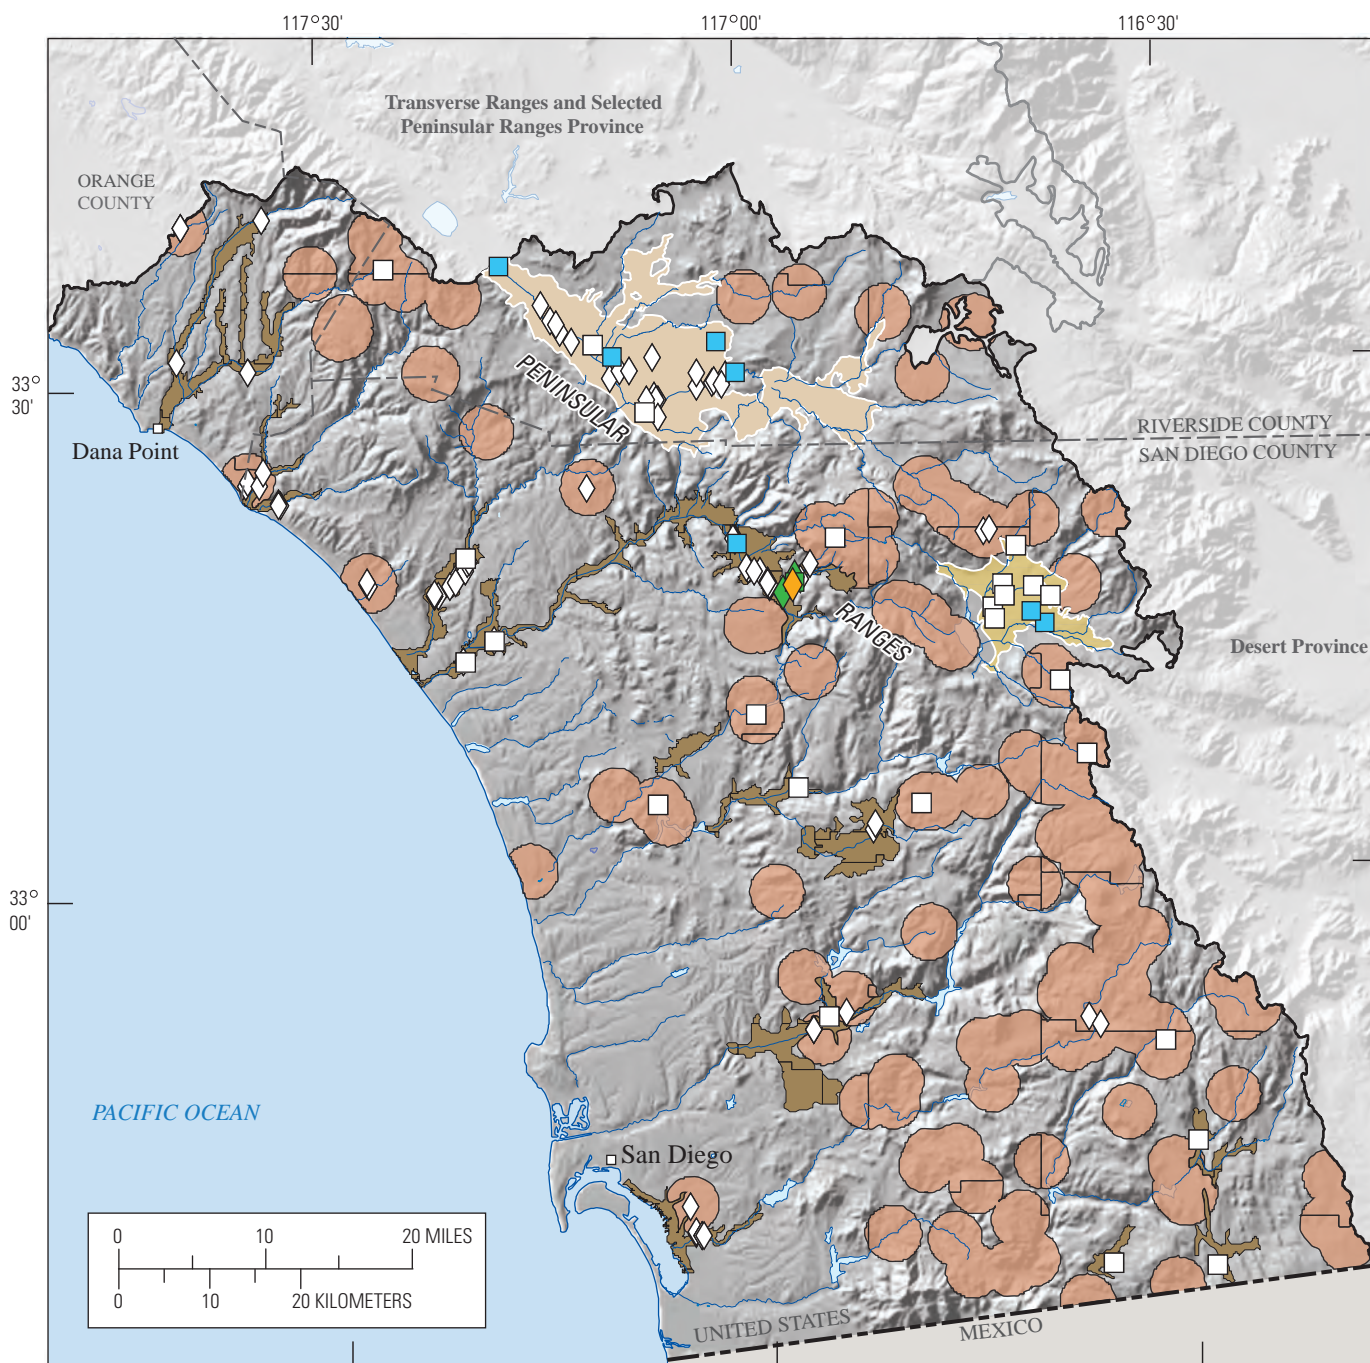 117°30'
117°00'
116°30'
Transverse Ranges and Selected
Peninsular Ranges Province
ORANGE
COUNTY
PENINSULAR
33°
30'
RIVERSIDE COUNTY
SAN DIEGO COUNTY
Dana Point
RANGES
Desert Province
33°
00'
PACIFIC OCEAN
San Diego
0 10 20 MILES
0 10 20 KILOMETERS
UNITED STATES
MEXICO